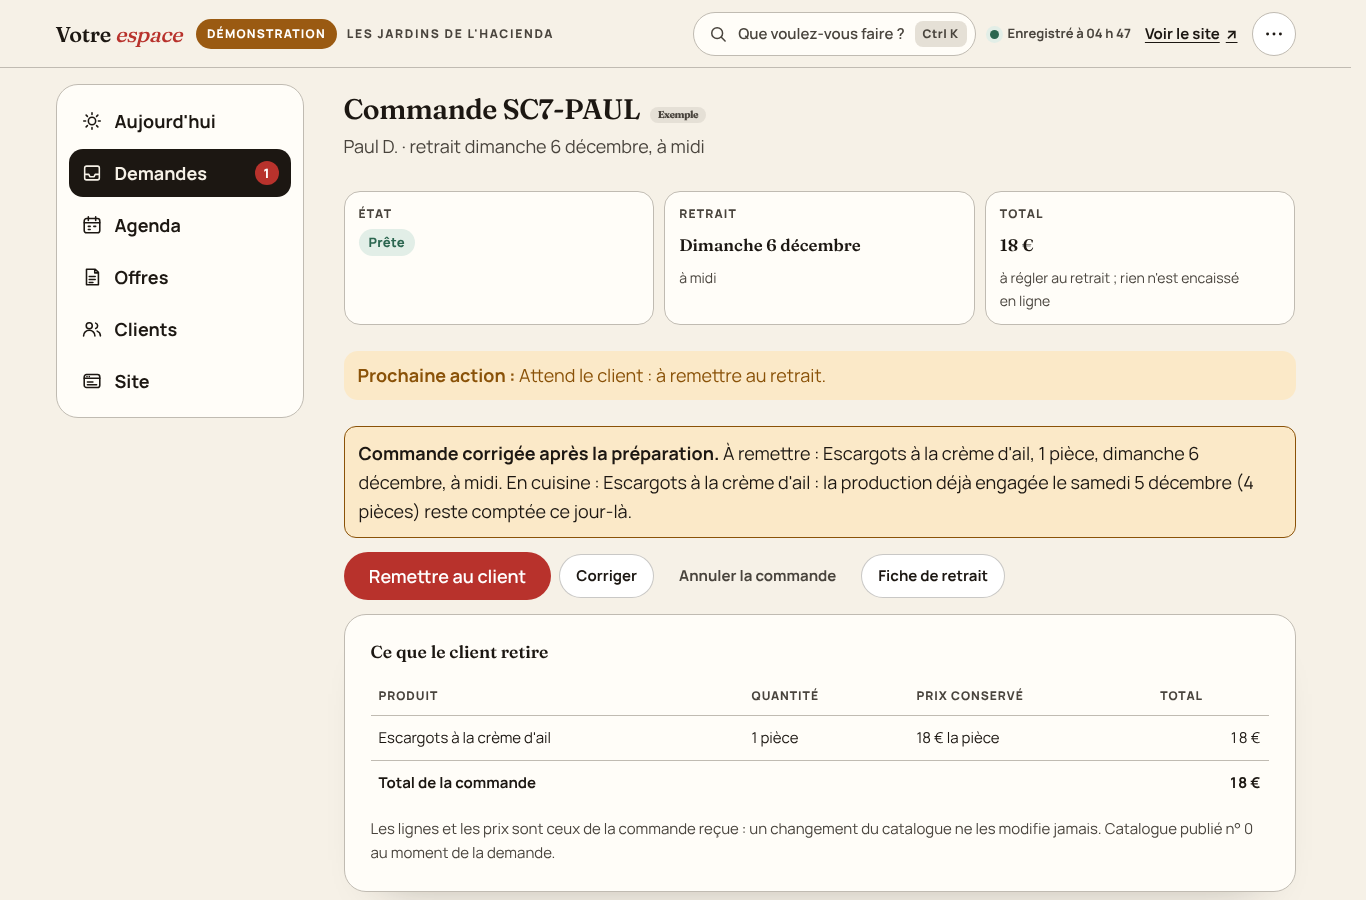 Votre espace
DÉMONSTRATION
LES JARDINS DE L'HACIENDA
Que voulez-vous faire ?
Ctrl K
Enregistré à 04 h 47
Voir le site
Aujourd'hui
Demandes
1
Agenda
Offres
Clients
Site
Commande SC7-PAUL
Exemple
Paul D. · retrait dimanche 6 décembre, à midi
ÉTAT
Prête
RETRAIT
Dimanche 6 décembre
à midi
TOTAL
18 €
à régler au retrait ; rien n'est encaissé
en ligne
Prochaine action : Attend le client : à remettre au retrait.
Commande corrigée après la préparation. À remettre : Escargots à la crème d'ail, 1 pièce, dimanche 6
décembre, à midi. En cuisine : Escargots à la crème d'ail : la production déjà engagée le samedi 5 décembre (4
pièces) reste comptée ce jour-là.
Remettre au client
Corriger
Annuler la commande
Fiche de retrait
Ce que le client retire
PRODUIT QUANTITÉ PRIX CONSERVÉ TOTAL
Escargots à la crème d'ail 1 pièce 18 € la pièce 18 €
Total de la commande 18 €
Les lignes et les prix sont ceux de la commande reçue : un changement du catalogue ne les modifie jamais. Catalogue publié n° 0
au moment de la demande.